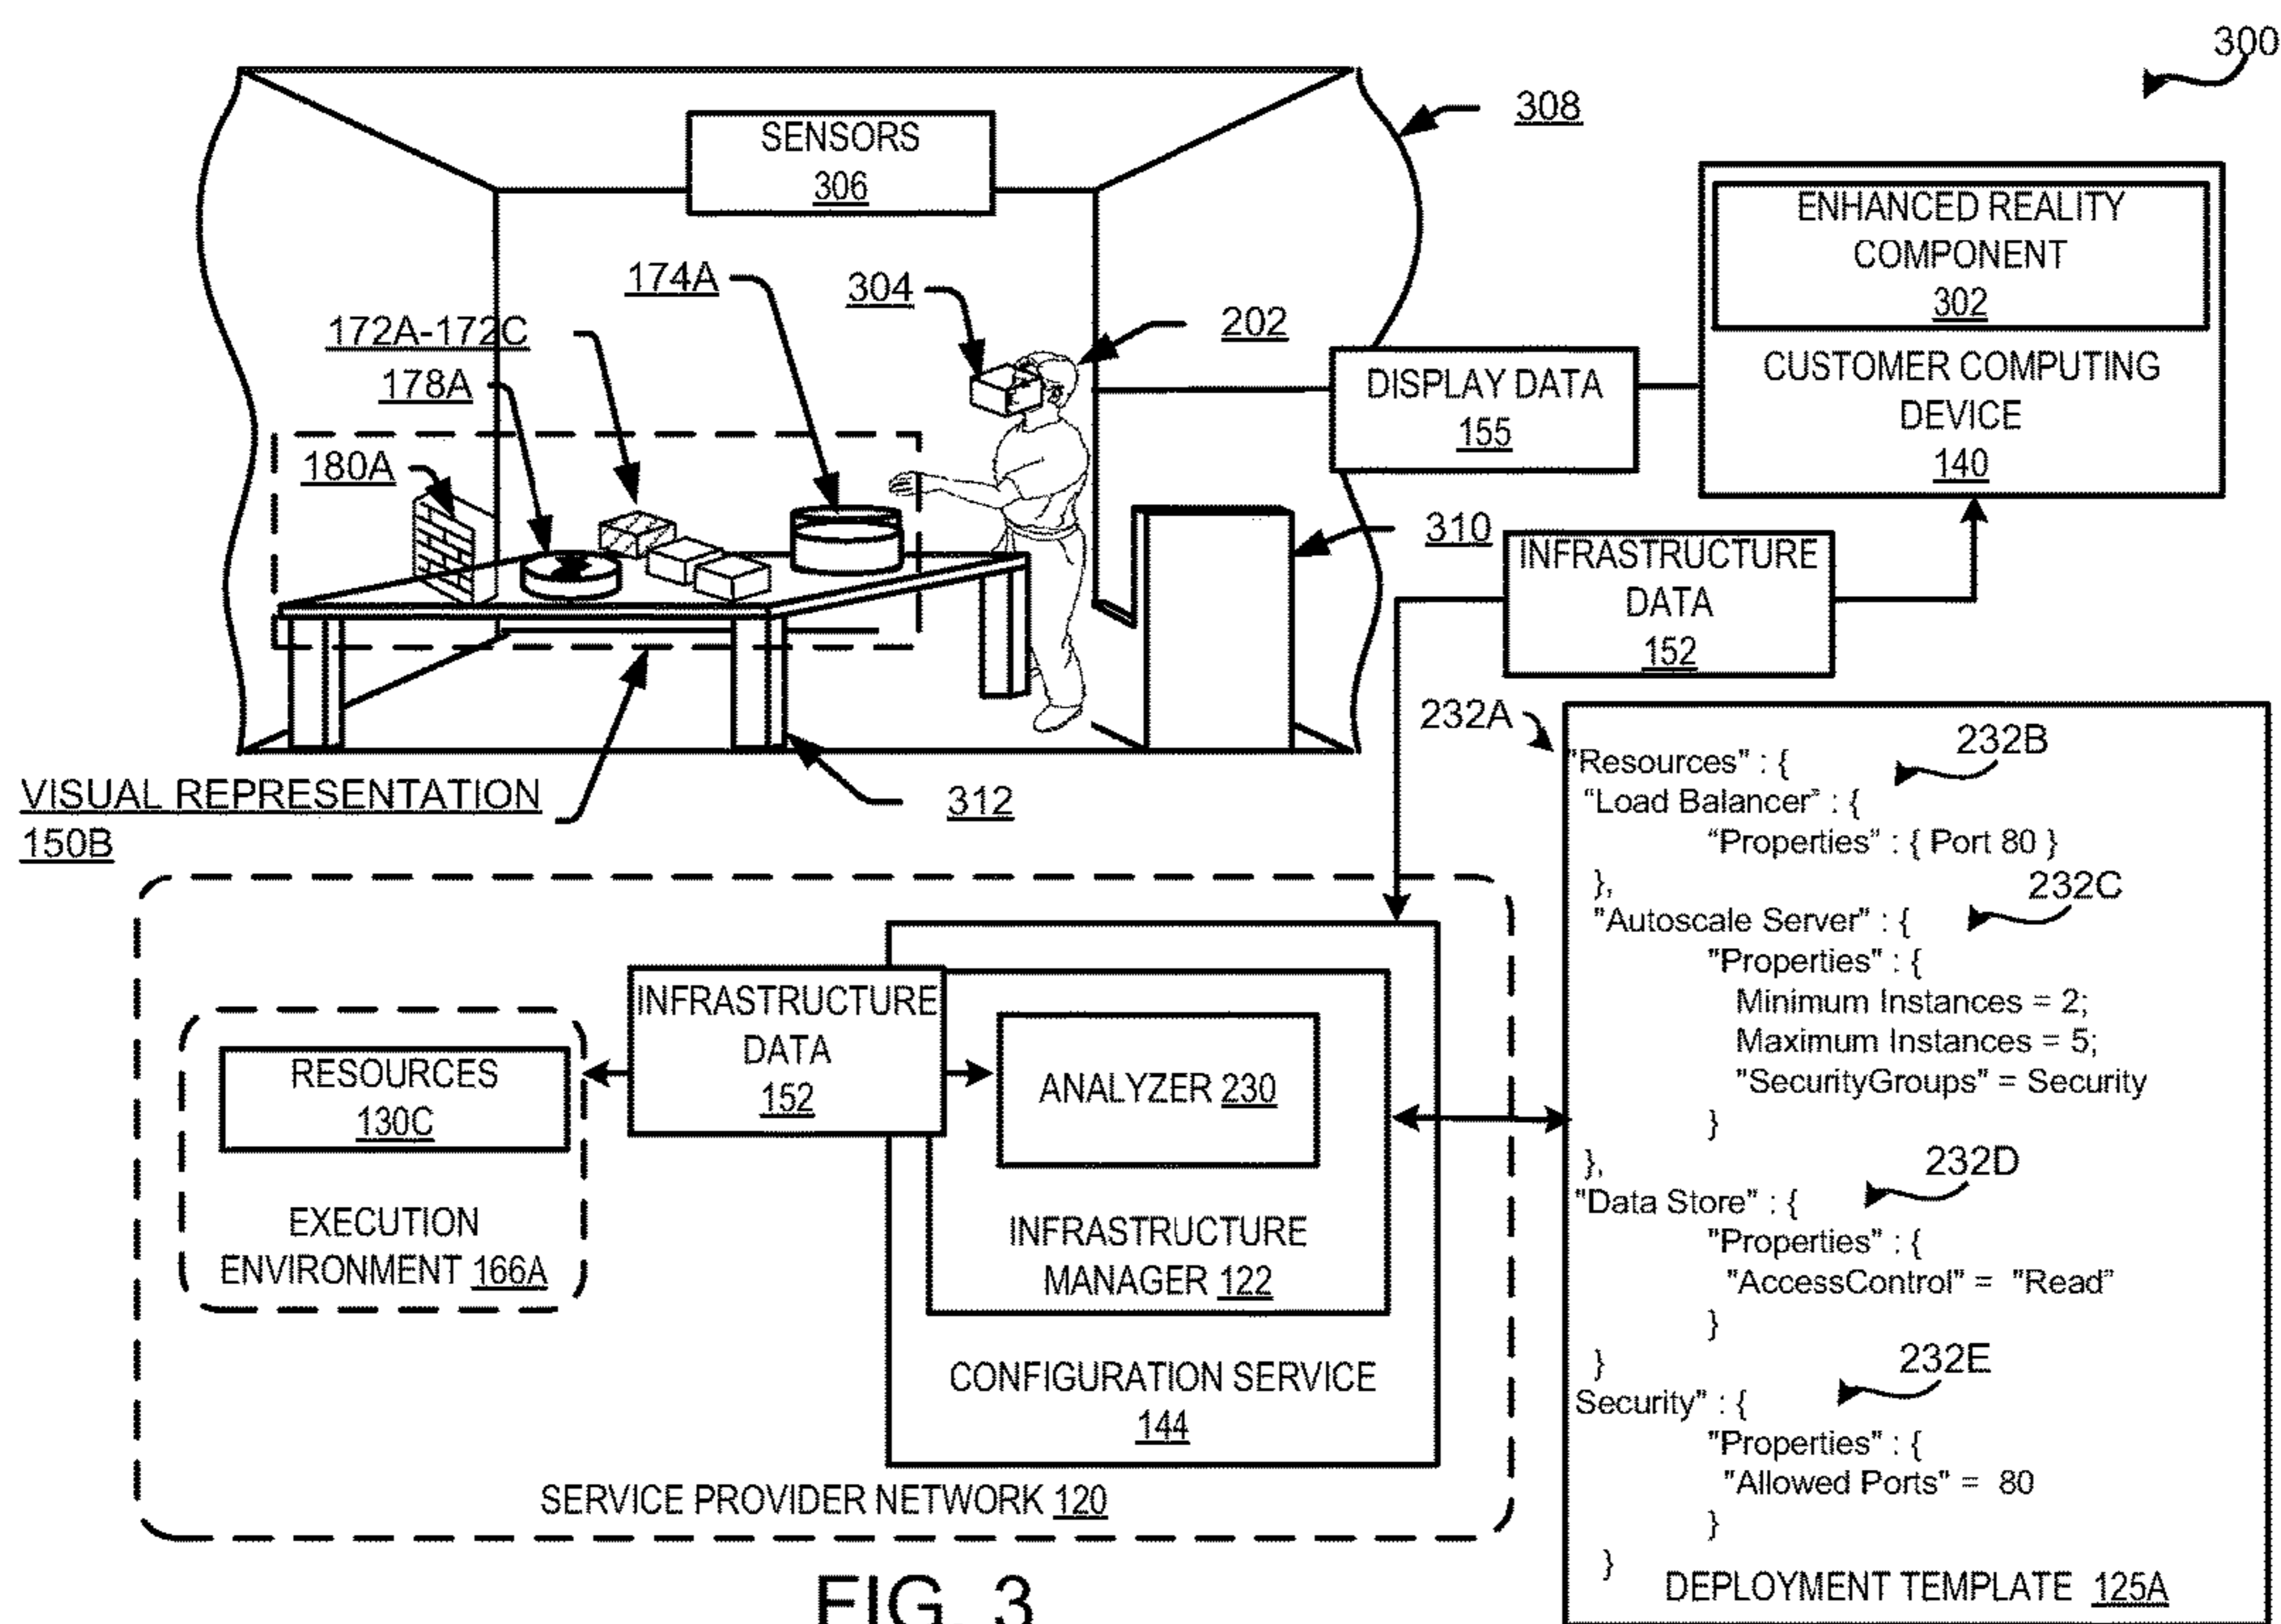 300
308
SENSORS
306
ENHANCED REALITY
COMPONENT
302
CUSTOMER COMPUTING
DEVICE
140
174A
304
202
172A-172C
178A
180A
DISPLAY DATA
155
310
INFRASTRUCTURE
DATA
152
VISUAL REPRESENTATION
150B
312
232A
"Resources" : {
232B
"Load Balancer" : {
"Properties" : { Port 80 }
},
232C
"Autoscale Server" : {
"Properties" : {
Minimum Instances = 2;
Maximum Instances = 5;
"SecurityGroups" = Security
}
},
232D
"Data Store" : {
"Properties" : {
"AccessControl" = "Read"
}
}
232E
Security" : {
"Properties" : {
"Allowed Ports" = 80
}
}
DEPLOYMENT TEMPLATE 125A
RESOURCES
130C
EXECUTION
ENVIRONMENT 166A
INFRASTRUCTURE
DATA
152
ANALYZER 230
INFRASTRUCTURE
MANAGER 122
CONFIGURATION SERVICE
144
SERVICE PROVIDER NETWORK 120
FIG. 3